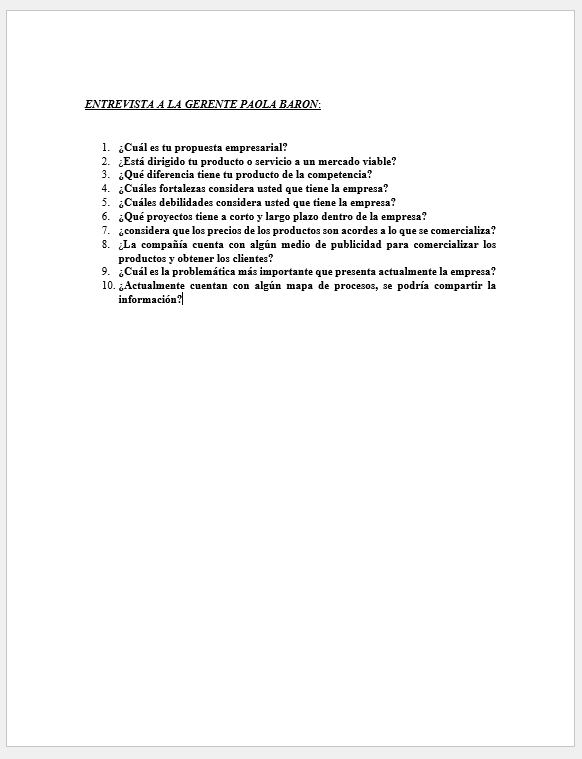 ENTREVISTA A LA GERENTE PAOLA BARON:
1. ¿Cuál es tu propuesta empresarial?
2. ¿Está dirigido tu producto o servicio a un mercado viable?
3. ¿Qué diferencia tiene tu producto de la competencia?
4. ¿Cuáles fortalezas considera usted que tiene la empresa?
5. ¿Cuáles debilidades considera usted que tiene la empresa?
6. ¿Qué proyectos tiene a corto y largo plazo dentro de la empresa?
7. ¿considera que los precios de los productos son acordes a lo que se comercializa?
8. ¿La compañía cuenta con algún medio de publicidad para comercializar los
productos y obtener los clientes?
9. ¿Cuál es la problemática más importante que presenta actualmente la empresa?
10. ¿Actualmente cuentan con algún mapa de procesos, se podría compartir la
información?